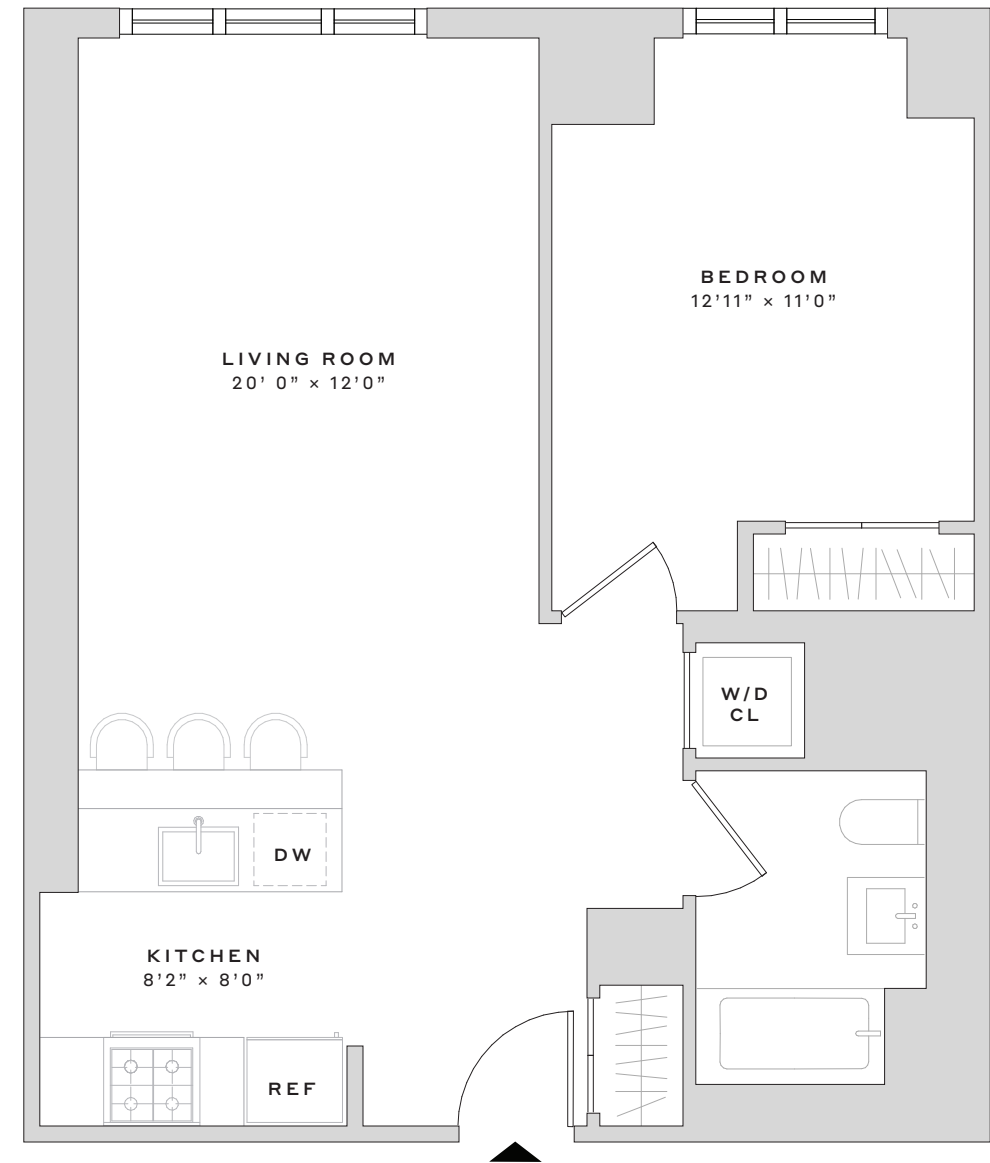 BEDROOM
12’11” × 11’0”
LIVING ROOM
20’ 0” × 12’0”
W/D
CL
DW
KITCHEN
8’2” × 8’0”
REF